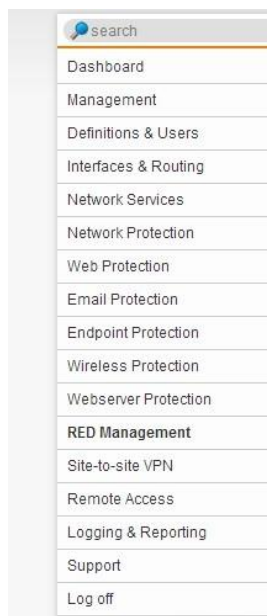 search
Dashboard
Management
Definitions & Users
Interfaces & Routing
Network Services
Network Protection
Web Protection
Email Protection
Endpoint Protection
Wireless Protection
Webserver Protection
RED Management
Site-to-site VPN
Remote Access
Logging & Reporting
Support
Log off